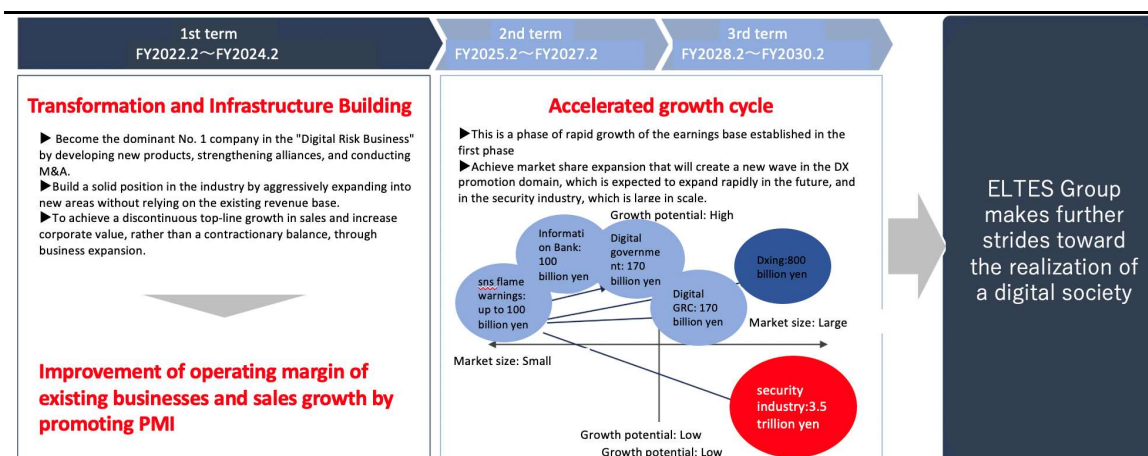 1st term
FY2022.2～FY2024.2
2nd term
FY2025.2～FY2027.2
3rd term
FY2028.2～FY2030.2
Transformation and Infrastructure Building
▶ Become the dominant No. 1 company in the "Digital Risk Business"
by developing new products, strengthening alliances, and conducting
M&A.
▶Build a solid position in the industry by aggressively expanding into
new areas without relying on the existing revenue base.
▶To achieve a discontinuous top-line growth in sales and increase
corporate value, rather than a contractionary balance, through
business expansion.
Improvement of operating margin of
existing businesses and sales growth by
promoting PMI
Accelerated growth cycle
▶This is a phase of rapid growth of the earnings base established in the
first phase
▶Achieve market share expansion that will create a new wave in the DX
promotion domain, which is expected to expand rapidly in the future, and
in the security industry, which is large in scale.
Growth potential: High
Informati
on Bank:
100
billion yen
Digital
governme
nt: 170
billion yen
Dxing:800
billion yen
sns flame
warnings:
up to 100
billion yen
Digital
GRC: 170
billion yen
Market size: Large
Market size: Small
security
industry:3.5
trillion yen
Growth potential: Low
Growth potential: Low
ELTES Group
makes further
strides toward
the realization of
a digital society